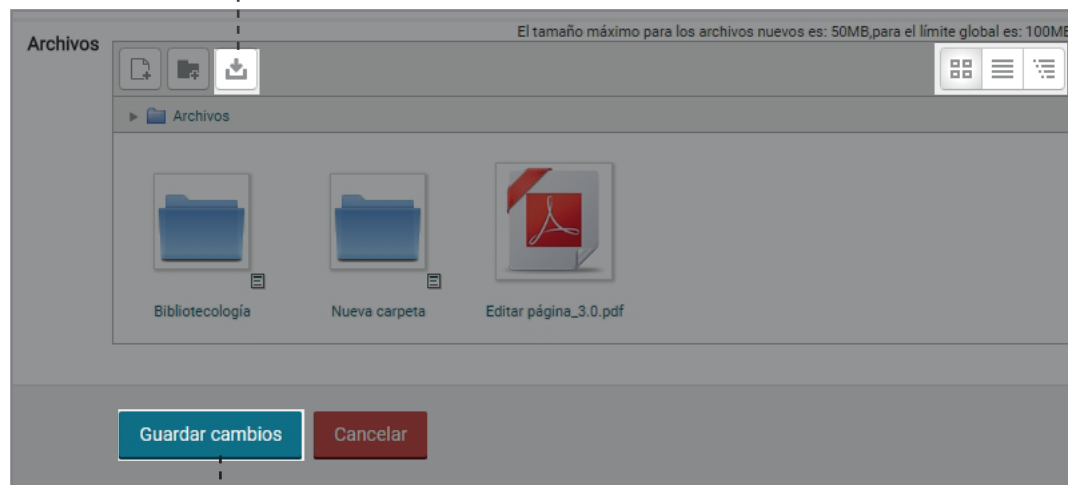 El tamaño máximo para los archivos nuevos es: 50MB,para el límite global es: 100MB
Archivos
Archivos
Bibliotecología
Nueva carpeta
Editar página_3.0.pdf
Guardar cambios
Cancelar